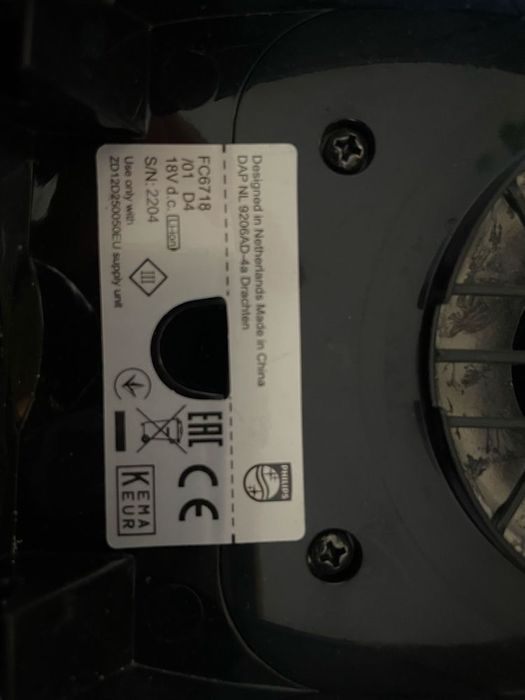 Designed in Netherlands Made in China
DAP NL 9206AD-4a Drachten
PHILIPS
FC6718
/01 D4
18V d.c. Li-ion
S/N: 2204
Use only with
ZD12D250050EU supply unit
III
EAC
CE
KEMA
KEUR